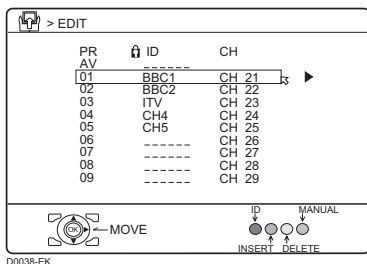 > EDIT
PR ID CH
AV ------
01 BBC1 CH 21
02 BBC2 CH 22
03 ITV CH 23
04 CH4 CH 24
05 CH5 CH 25
06 ------ CH 26
07 ------ CH 27
08 ------ CH 28
09 ------ CH 29
ID MANUAL
OK MOVE
INSERT DELETE
D0038-EK